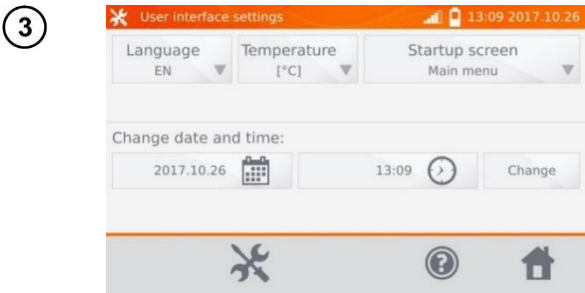 3
User interface settings 13:09 2017.10.26
Language Temperature Startup screen
EN [°C] Main menu
Change date and time:
2017.10.26 13:09 Change